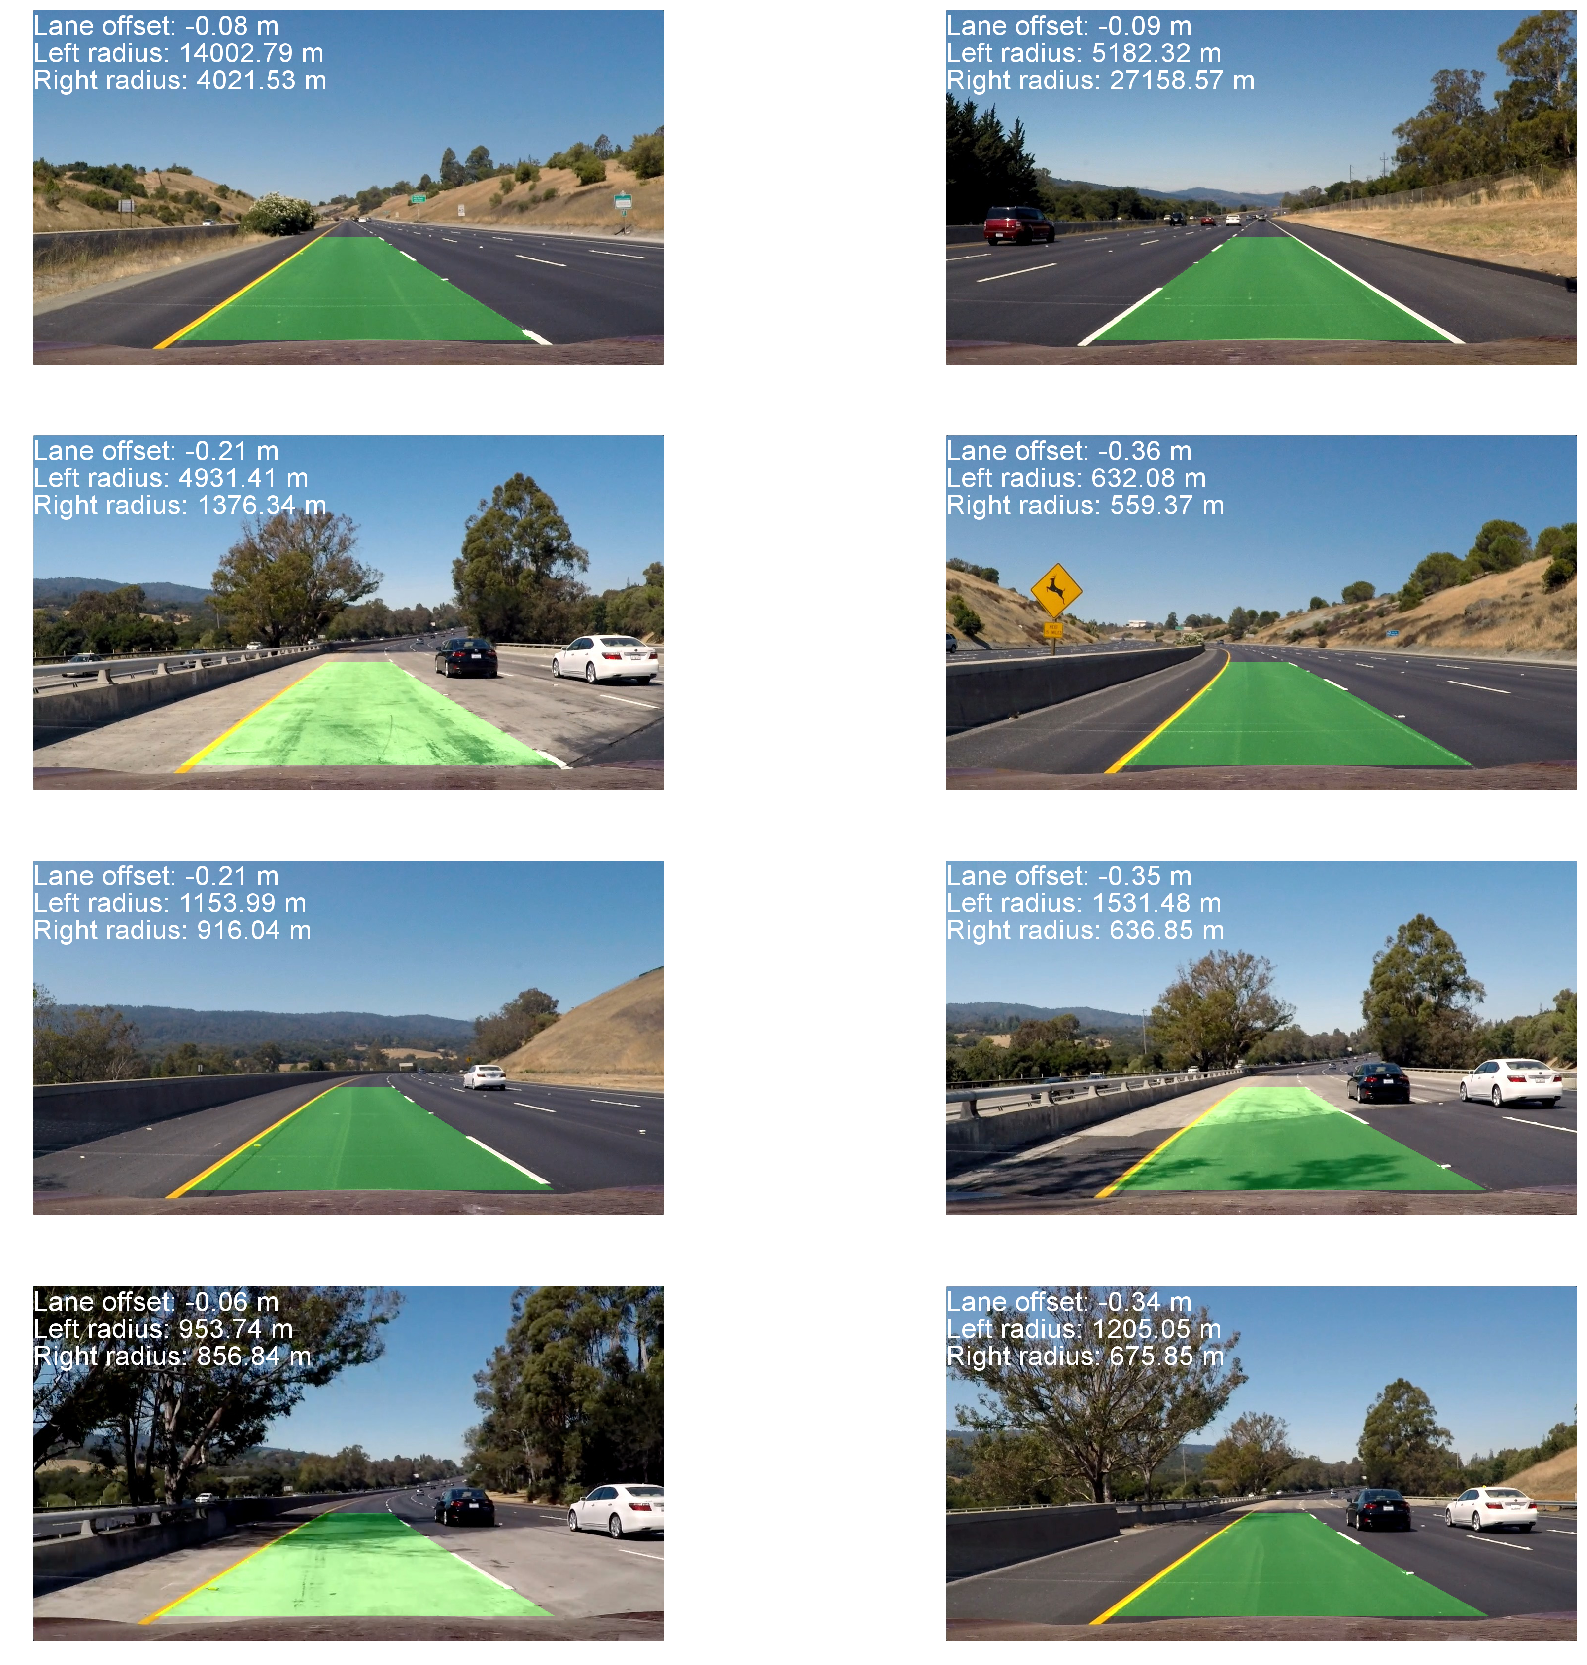 Lane offset: -0.08 m
Left radius: 14002.79 m
Right radius: 4021.53 m
Lane offset: -0.09 m
Left radius: 5182.32 m
Right radius: 27158.57 m
Lane offset: -0.21 m
Left radius: 4931.41 m
Right radius: 1376.34 m
Lane offset: -0.36 m
Left radius: 632.08 m
Right radius: 559.37 m
Lane offset: -0.21 m
Left radius: 1153.99 m
Right radius: 916.04 m
Lane offset: -0.35 m
Left radius: 1531.48 m
Right radius: 636.85 m
Lane offset: -0.06 m
Left radius: 953.74 m
Right radius: 856.84 m
Lane offset: -0.34 m
Left radius: 1205.05 m
Right radius: 675.85 m